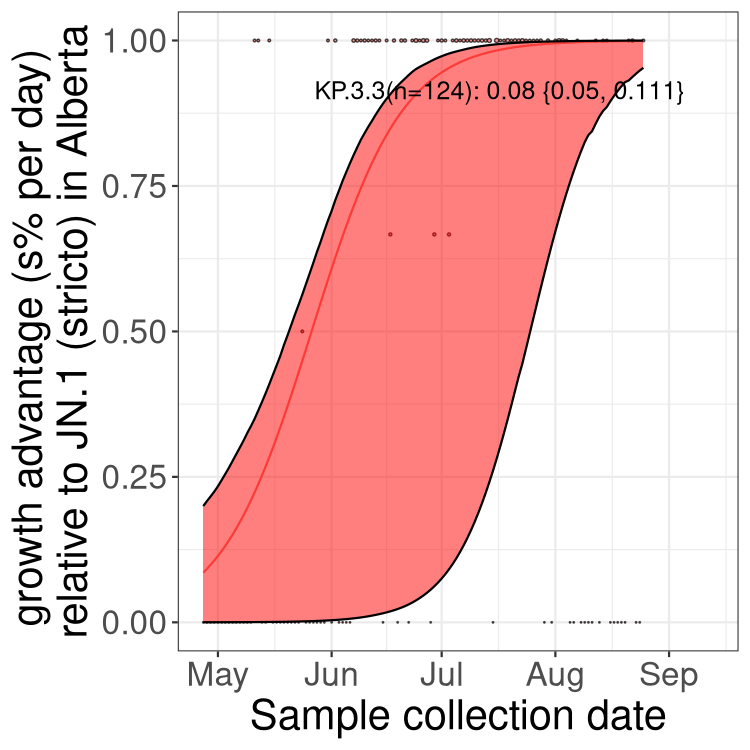 growth advantage (s% per day)
relative to JN.1 (stricto) in Alberta
1.00
0.75
0.50
0.25
0.00
KP.3.3(n=124): 0.08 {0.05, 0.111}
May Jun Jul Aug Sep
Sample collection date